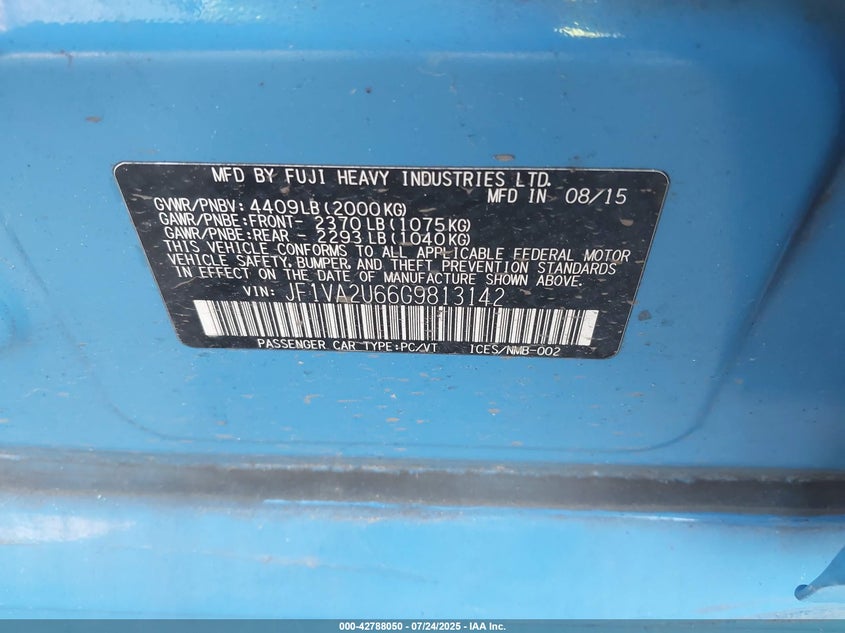 MFD BY FUJI HEAVY INDUSTRIES LTD.
MFD IN 08/15
GVWR/PNBV: 4409LB(2000KG)
GAWR/PNBE:FRONT- 2370LB(1075KG)
GAWR/PNBE:REAR - 2293LB(1040KG)
THIS VEHICLE CONFORMS TO ALL APPLICABLE FEDERAL MOTOR
VEHICLE SAFETY, BUMPER, AND THEFT PREVENTION STANDARDS
IN EFFECT ON THE DATE OF MANUFACTURE SHOWN ABOVE.
VIN: JF1VA2U66G9813142
PASSENGER CAR TYPE:PC/VT ICES/NMB-002
000-42788050 - 07/24/2025 - IAA Inc.